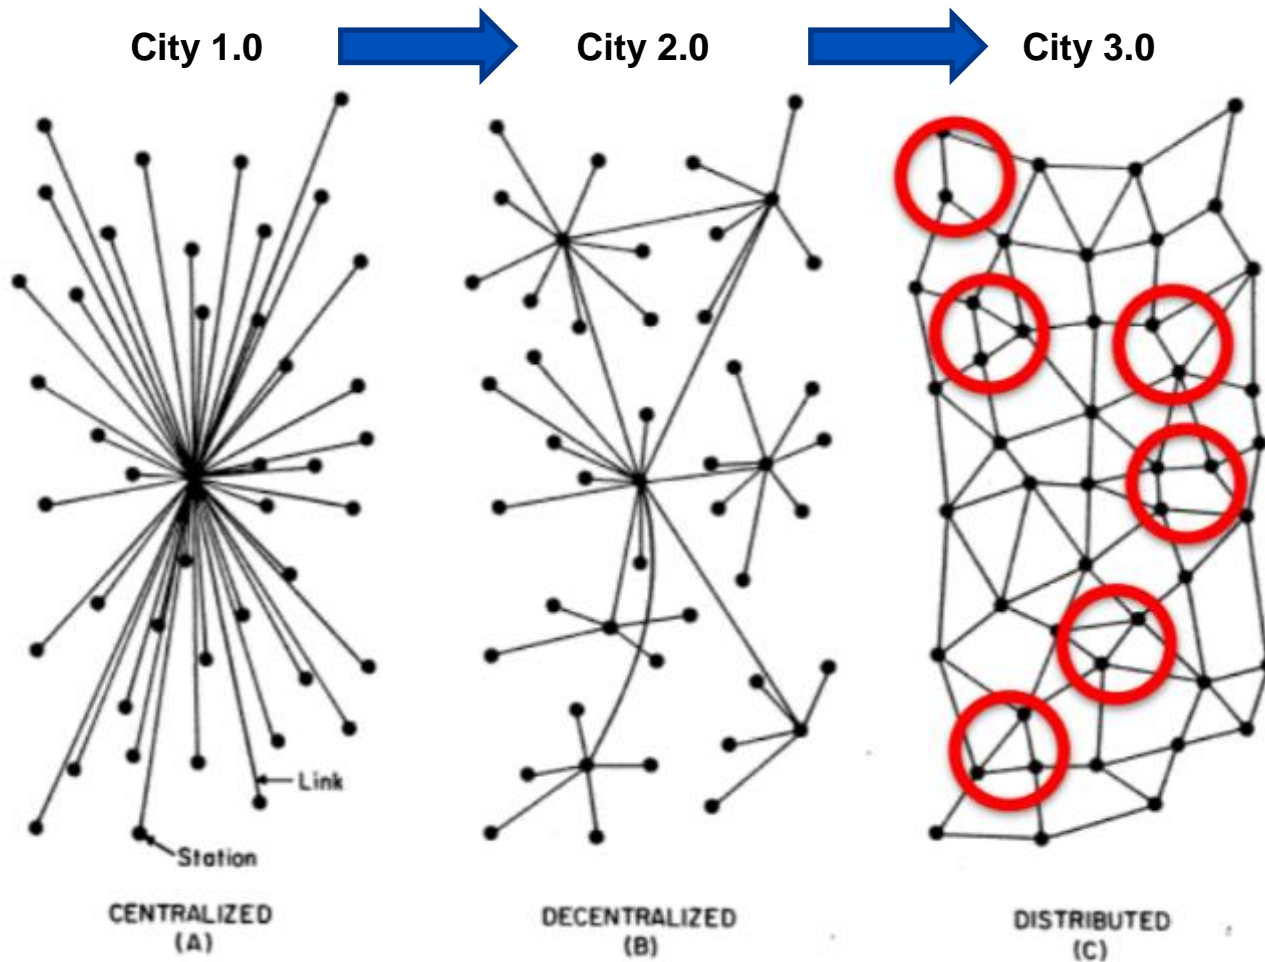 City 1.0
City 2.0
City 3.0
Link
Station
CENTRALIZED
(A)
DECENTRALIZED
(B)
DISTRIBUTED
(C)